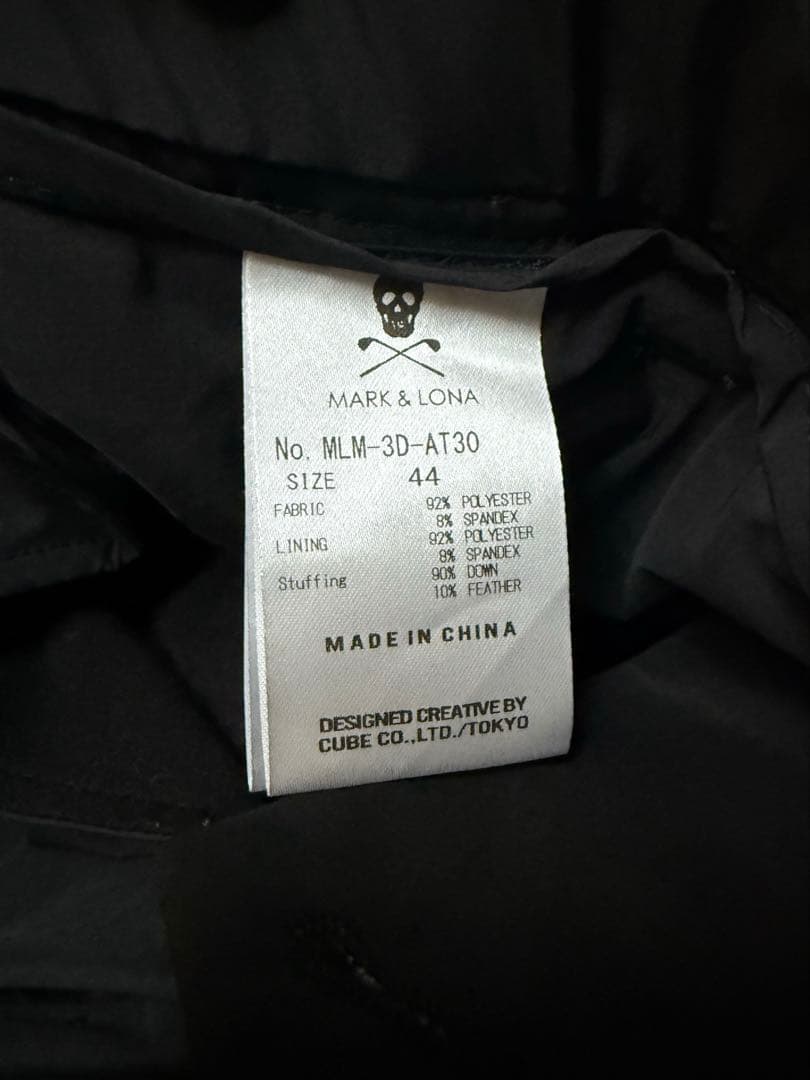 MARK & LONA
No. MLM-3D-AT30
SIZE 44
FABRIC 92% POLYESTER
8% SPANDEX
LINING 92% POLYESTER
8% SPANDEX
Stuffing 90% DOWN
10% FEATHER
MADE IN CHINA
DESIGNED CREATIVE BY
CUBE CO.,LTD./TOKYO